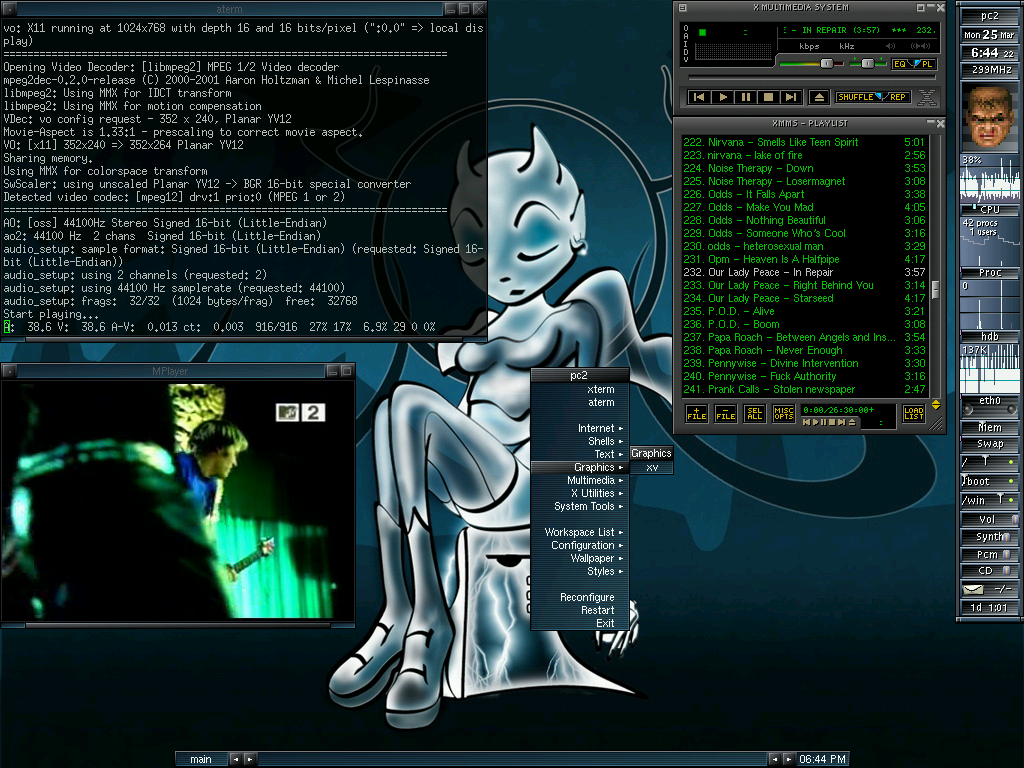 aterm
vo: X11 running at 1024x768 with depth 16 and 16 bits/pixel (":0,0" => local dis
play)
==========================================================================
Opening Video Decoder: [libmpeg2] MPEG 1/2 Video decoder
mpeg2dec-0.2.0-release (C) 2000-2001 Aaron Holtzman & Michel Lespinasse
libmpeg2: Using MMX for IDCT transform
libmpeg2: Using MMX for motion compensation
VDec: vo config request - 352 x 240, Planar YV12
Movie-Aspect is 1.33:1 - prescaling to correct movie aspect.
VO: [x11] 352x240 => 352x264 Planar YV12
Sharing memory.
Using MMX for colorspace transform
SwScaler: using unscaled Planar YV12 -> BGR 16-bit special converter
Detected video codec: [mpeg12] drv:1 prio:0 (MPEG 1 or 2)
==========================================================================
AO: [oss] 44100Hz Stereo Signed 16-bit (Little-Endian)
ao2: 44100 Hz  2 chans  Signed 16-bit (Little-Endian)
audio_setup: sample format: signed 16-bit (Little-Endian) (requested: Signed 16-
bit (Little-Endian))
audio_setup: using 2 channels (requested: 2)
audio_setup: using 44100 Hz samplerate (requested: 44100)
audio_setup: frags:  32/32  (1024 bytes/frag)  free:  32768
Start playing...
A:  38.6 V:  38.6 A-V:  0.013 ct:  0.003  916/916  27% 17%  6.9% 29 0 0%
MPlayer
MTV 2
X MULTIMEDIA SYSTEM
O
A
I
D
V
:
: - IN REPAIR (3:57)  ***  232.
kbps kHz
EQ PL
SHUFFLE REP
XMMS - PLAYLIST
222. Nirvana - Smells Like Teen Spirit 5:01
223. nirvana - lake of fire 2:56
224. Noise Therapy - Down 3:53
225. Noise Therapy - Losermagnet 3:08
226. Odds - It Falls Apart 3:38
227. Odds - Make You Mad 4:05
228. Odds - Nothing Beautiful 3:06
229. Odds - Someone Who's Cool 3:16
230. odds - heterosexual man 3:29
231. Opm - Heaven Is A Halfpipe 4:17
232. Our Lady Peace - In Repair 3:57
233. Our Lady Peace - Right Behind You 3:14
234. Our Lady Peace - Starseed 4:17
235. P.O.D. - Alive 3:21
236. P.O.D. - Boom 3:08
237. Papa Roach - Between Angels and Ins... 3:54
238. Papa Roach - Never Enough 3:33
239. Pennywise - Divine Intervention 3:30
240. Pennywise - Fuck Authority 3:16
241. Prank Calls - Stolen newspaper 2:47
+ FILE
- FILE
SEL ALL
MISC OPTS
0:00/26:30:00+
:
LOAD LIST
pc2
xterm
aterm
Internet
Shells
Text
Graphics
Multimedia
X Utilities
System Tools
Workspace List
Configuration
Wallpaper
Styles
Reconfigure
Restart
Exit
Graphics
xv
pc2
Mon 25 Mar
6:44 22
299MHz
38%
CPU
42 procs
1 users
Proc
0
hdb
137K
eth0
Mem
Swap
/
/boot
/win
Vol
Synth
Pcm
CD
-/-
1d 1:01
main
06:44 PM